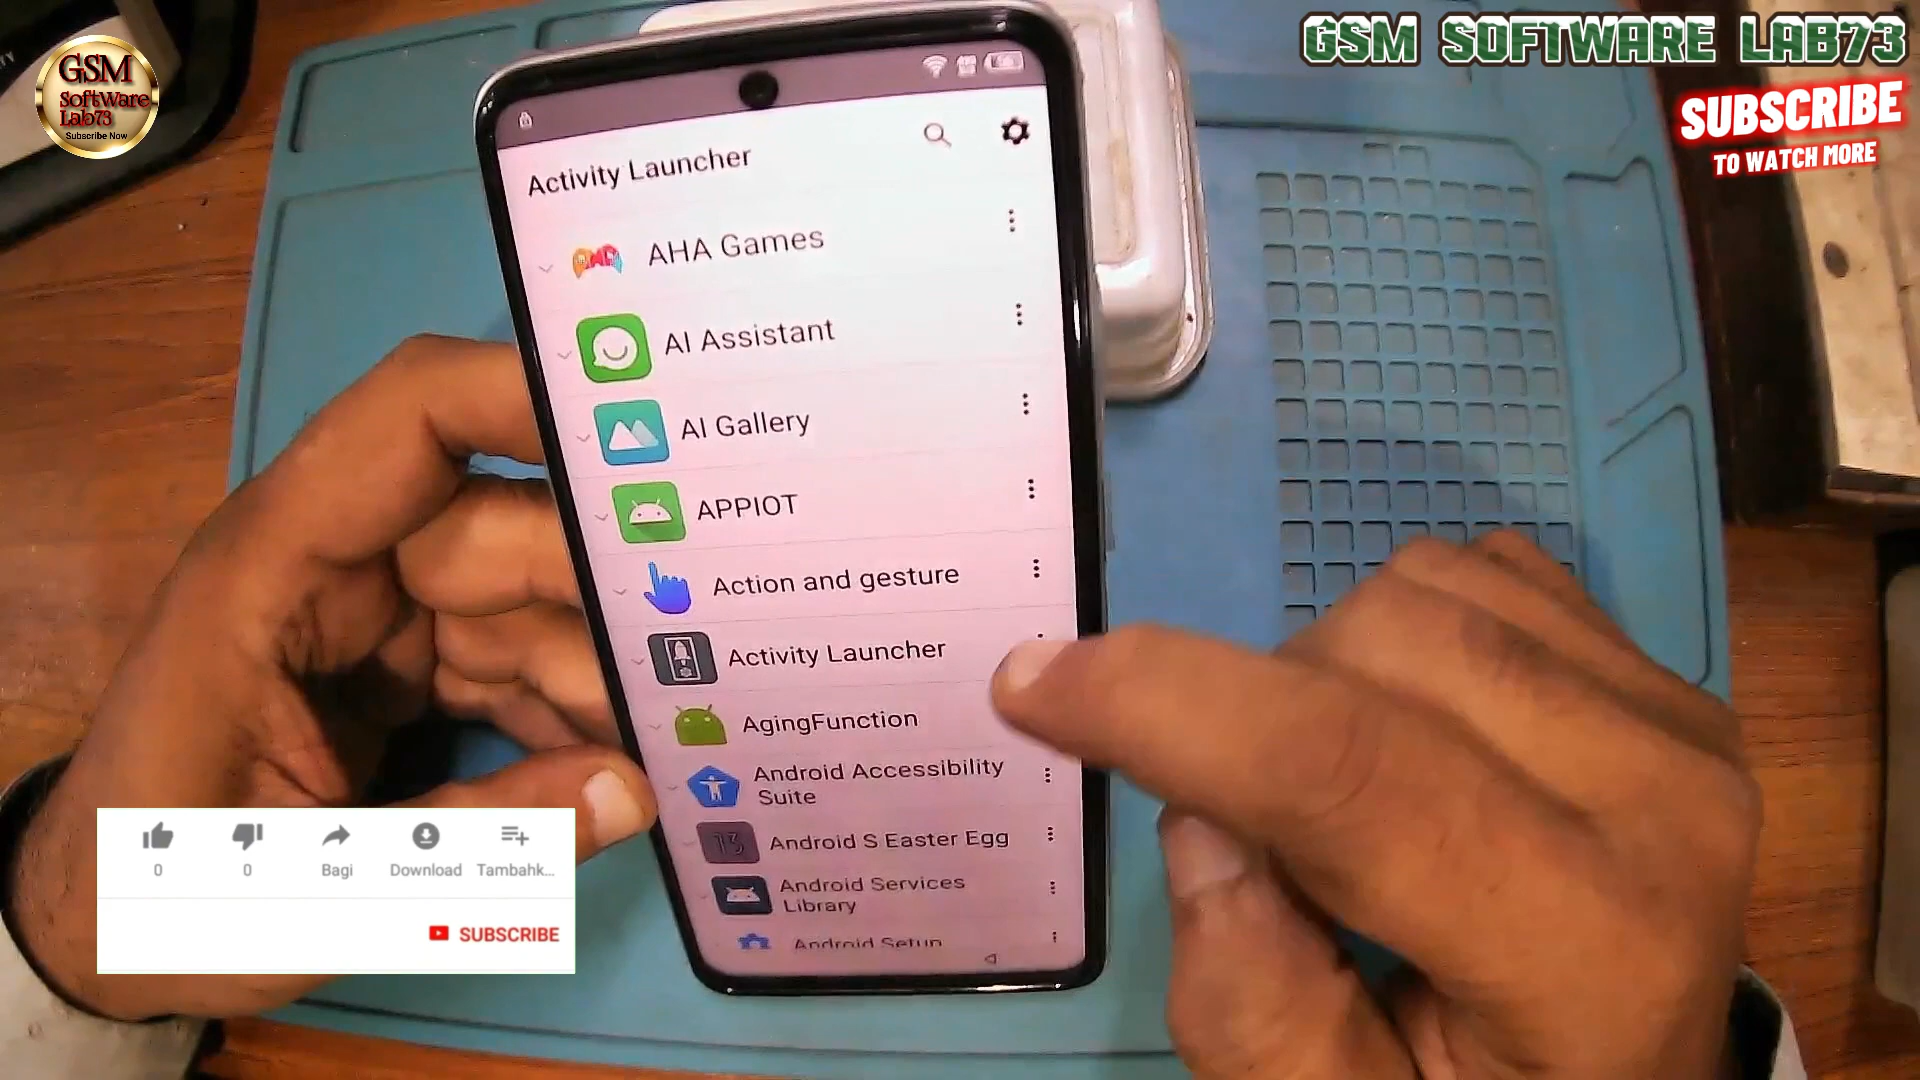 GSM
SoftWare
Lab73
Subscribe Now
GSM SOFTWARE LAB73
SUBSCRIBE
TO WATCH MORE
Activity Launcher
AHA Games
AI Assistant
AI Gallery
APPIOT
Action and gesture
Activity Launcher
AgingFunction
Android Accessibility
Suite
Android S Easter Egg
Android Services
Library
Android Setup
0
0
Bagi
Download
Tambahk...
SUBSCRIBE